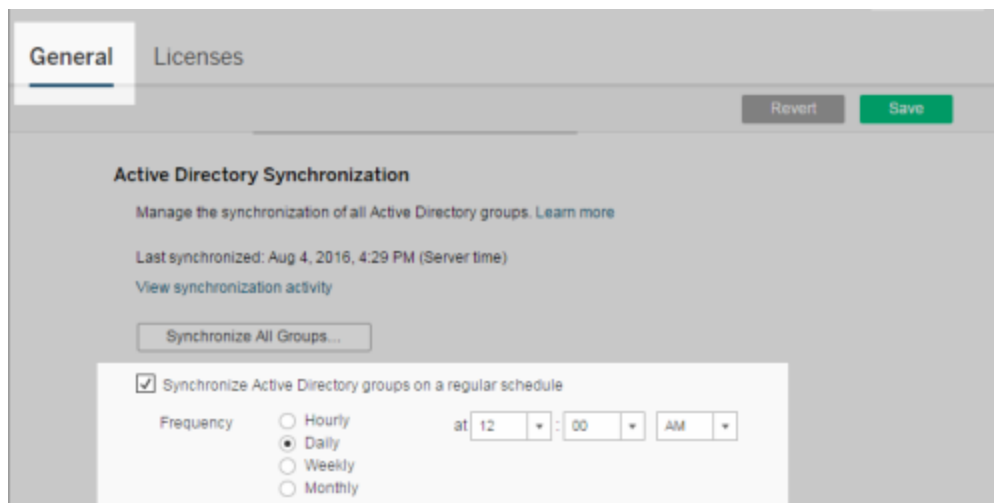 General Licenses
Revert Save
Active Directory Synchronization
Manage the synchronization of all Active Directory groups. Learn more
Last synchronized: Aug 4, 2016, 4:29 PM (Server time)
View synchronization activity
Synchronize All Groups...
Synchronize Active Directory groups on a regular schedule
Frequency Hourly at 12 : 00 AM
Daily
Weekly
Monthly